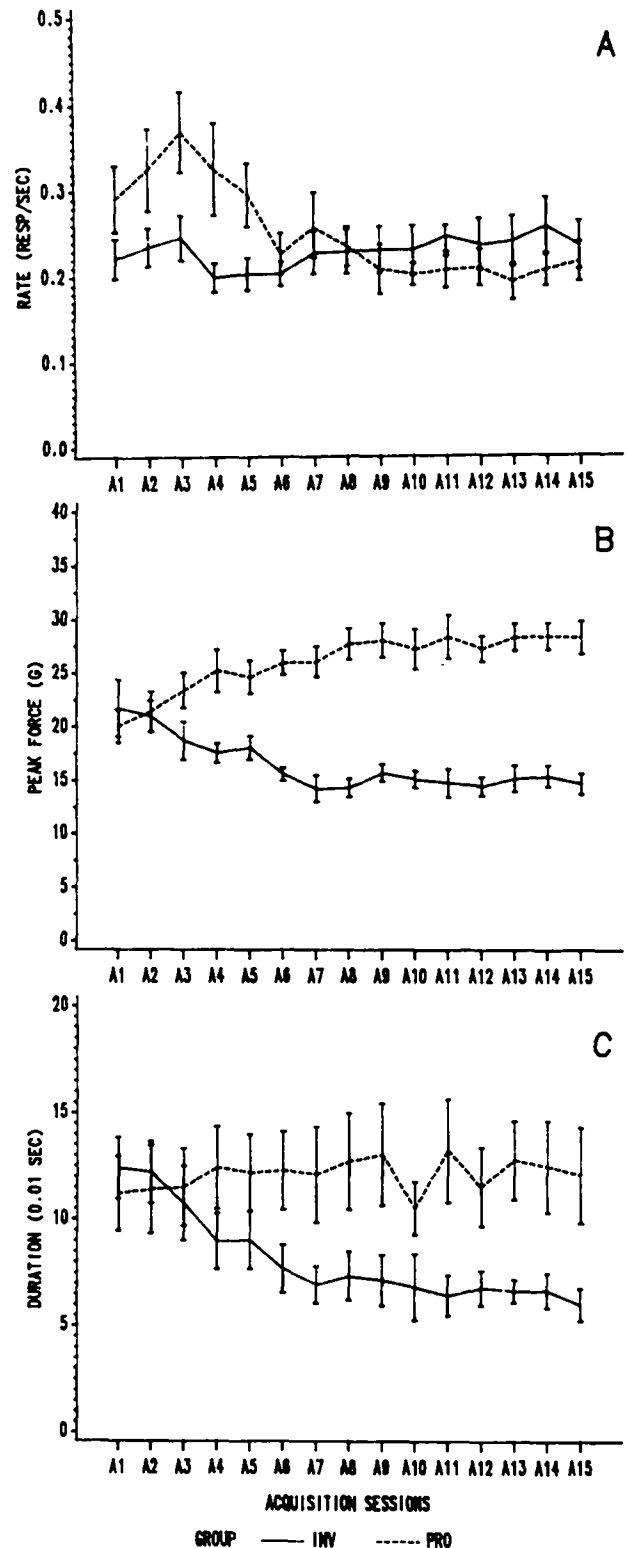 A
0.5
0.4
0.3
0.2
0.1
0.0
RATE (RESP/SEC)
A1 A2 A3 A4 A5 A6 A7 A8 A9 A10 A11 A12 A13 A14 A15
B
40
35
30
25
20
15
10
5
0
PEAK FORCE (G)
A1 A2 A3 A4 A5 A6 A7 A8 A9 A10 A11 A12 A13 A14 A15
C
20
15
10
5
0
DURATION (0.01 SEC)
A1 A2 A3 A4 A5 A6 A7 A8 A9 A10 A11 A12 A13 A14 A15
ACQUISITION SESSIONS
GROUP INV PRO